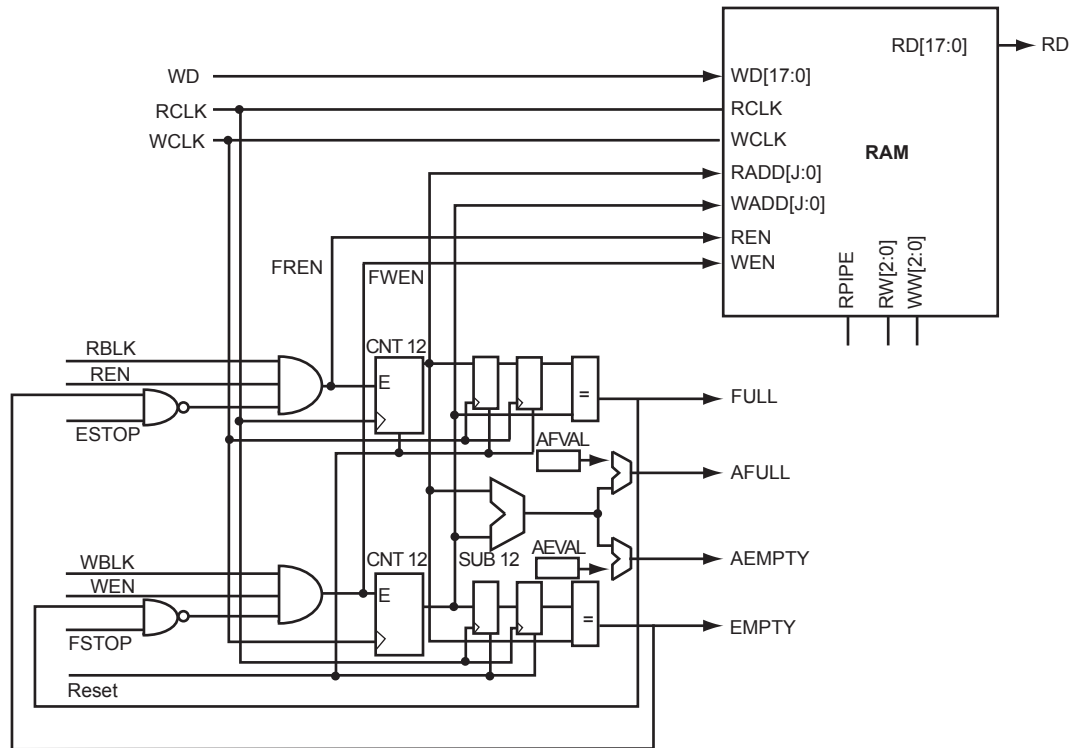 RD[17:0]
RD
WD
WD[17:0]
RCLK
RCLK
WCLK
WCLK
RAM
RADD[J:0]
WADD[J:0]
REN
FREN
FWEN
WEN
RPIPE
RW[2:0]
WW[2:0]
RBLK
CNT 12
REN
E
=
FULL
ESTOP
AFVAL
AFULL
CNT 12
SUB 12
AEVAL
WBLK
AEMPTY
WEN
E
FSTOP
=
EMPTY
Reset